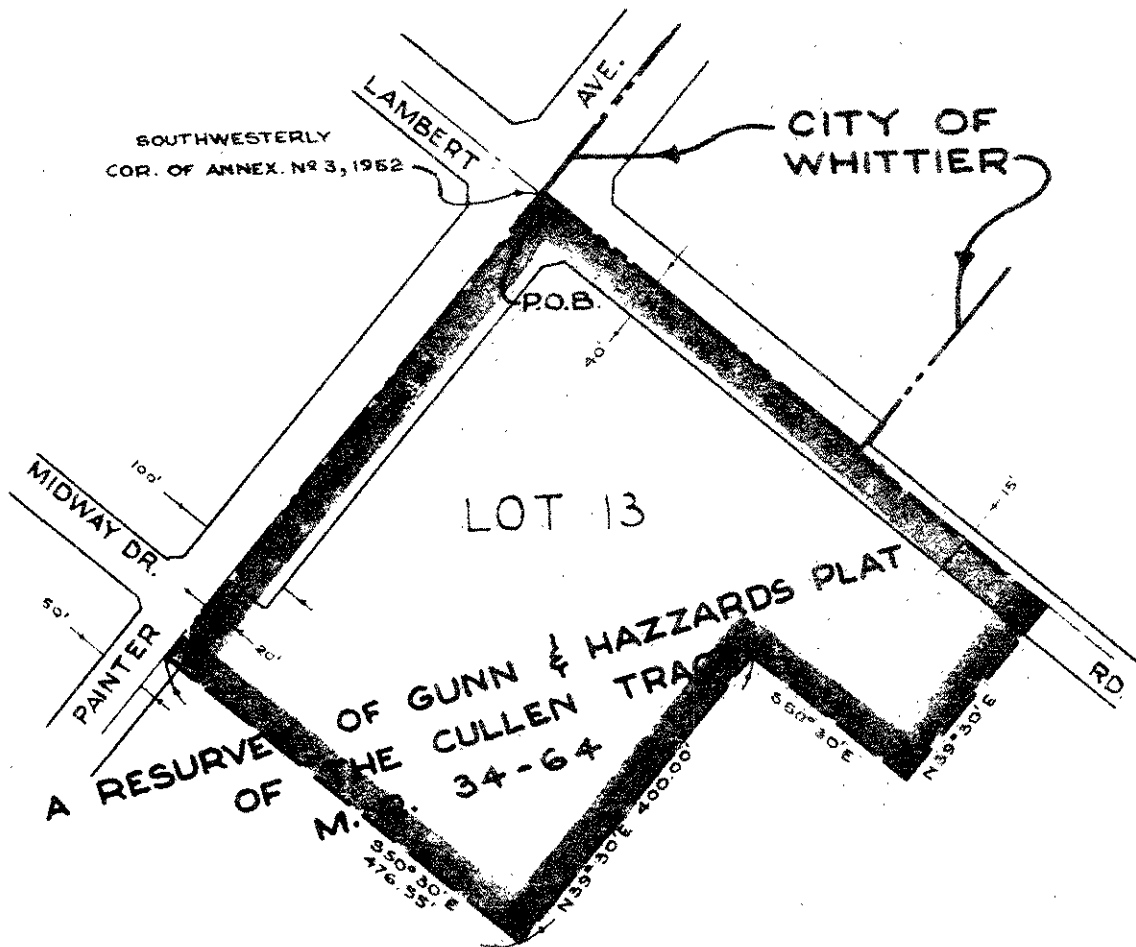 AVE.
LAMBERT
SOUTHWESTERLY
COR. OF ANNEX. Nº 3, 1952
CITY OF
WHITTIER
P.O.B.
40'
100'
MIDWAY DR.
LOT 13
15'
50'
PAINTER
20'
A RESURVEY OF GUNN & HAZZARDS PLAT
OF THE CULLEN TRACT
M. R. 34-64
RD.
S50°30'E
N39°30'E
N39°30'E 400.00'
S50°30'E
476.55'